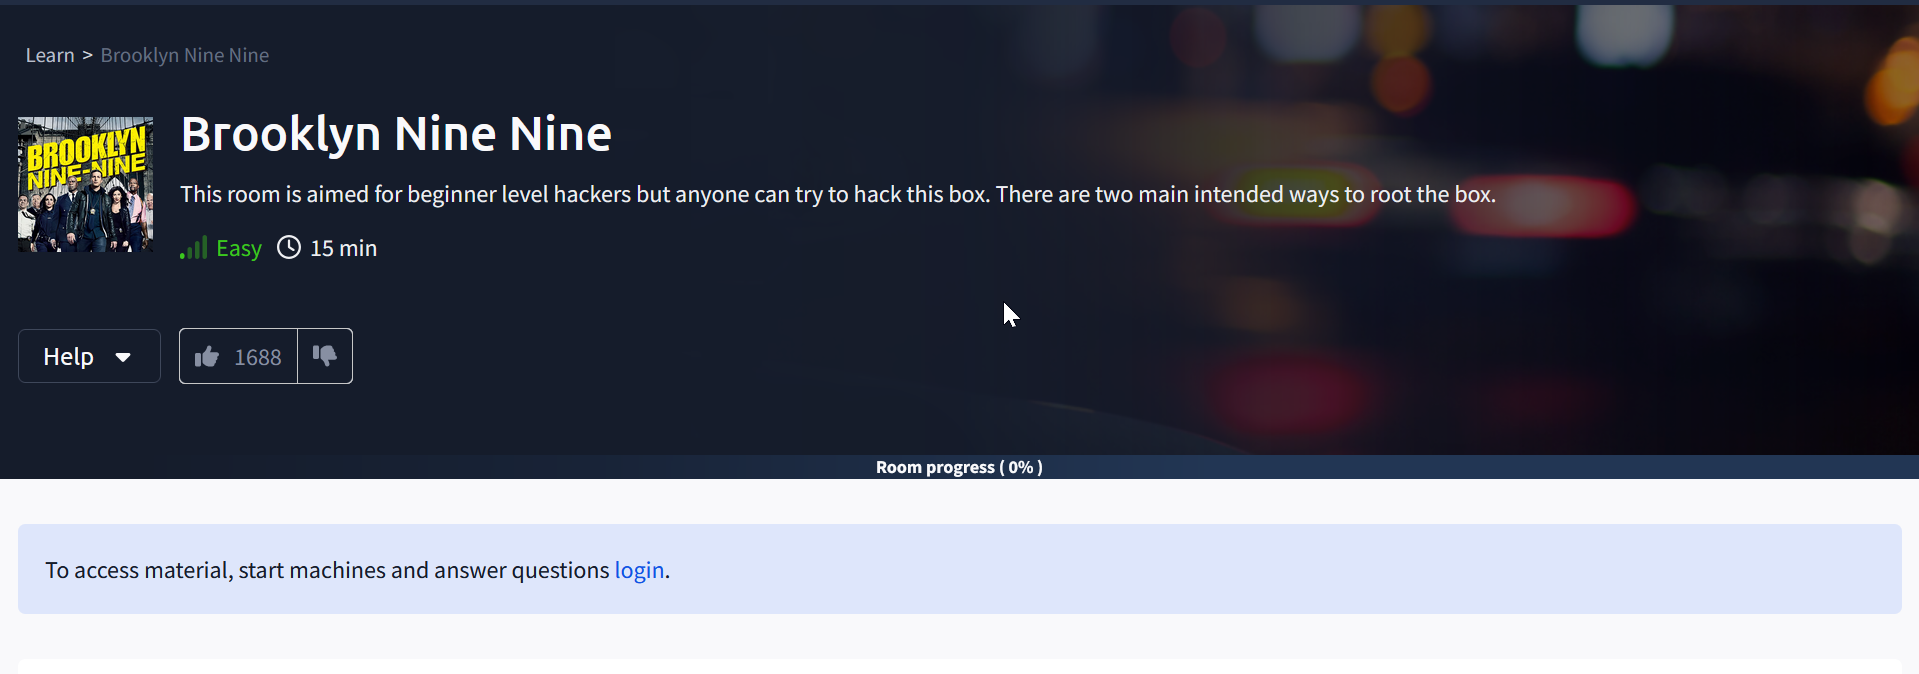 Learn > Brooklyn Nine Nine
BROOKLYN
NINE-NINE
Brooklyn Nine Nine
This room is aimed for beginner level hackers but anyone can try to hack this box. There are two main intended ways to root the box.
Easy 15 min
Help 1688
Room progress ( 0% )
To access material, start machines and answer questions login.